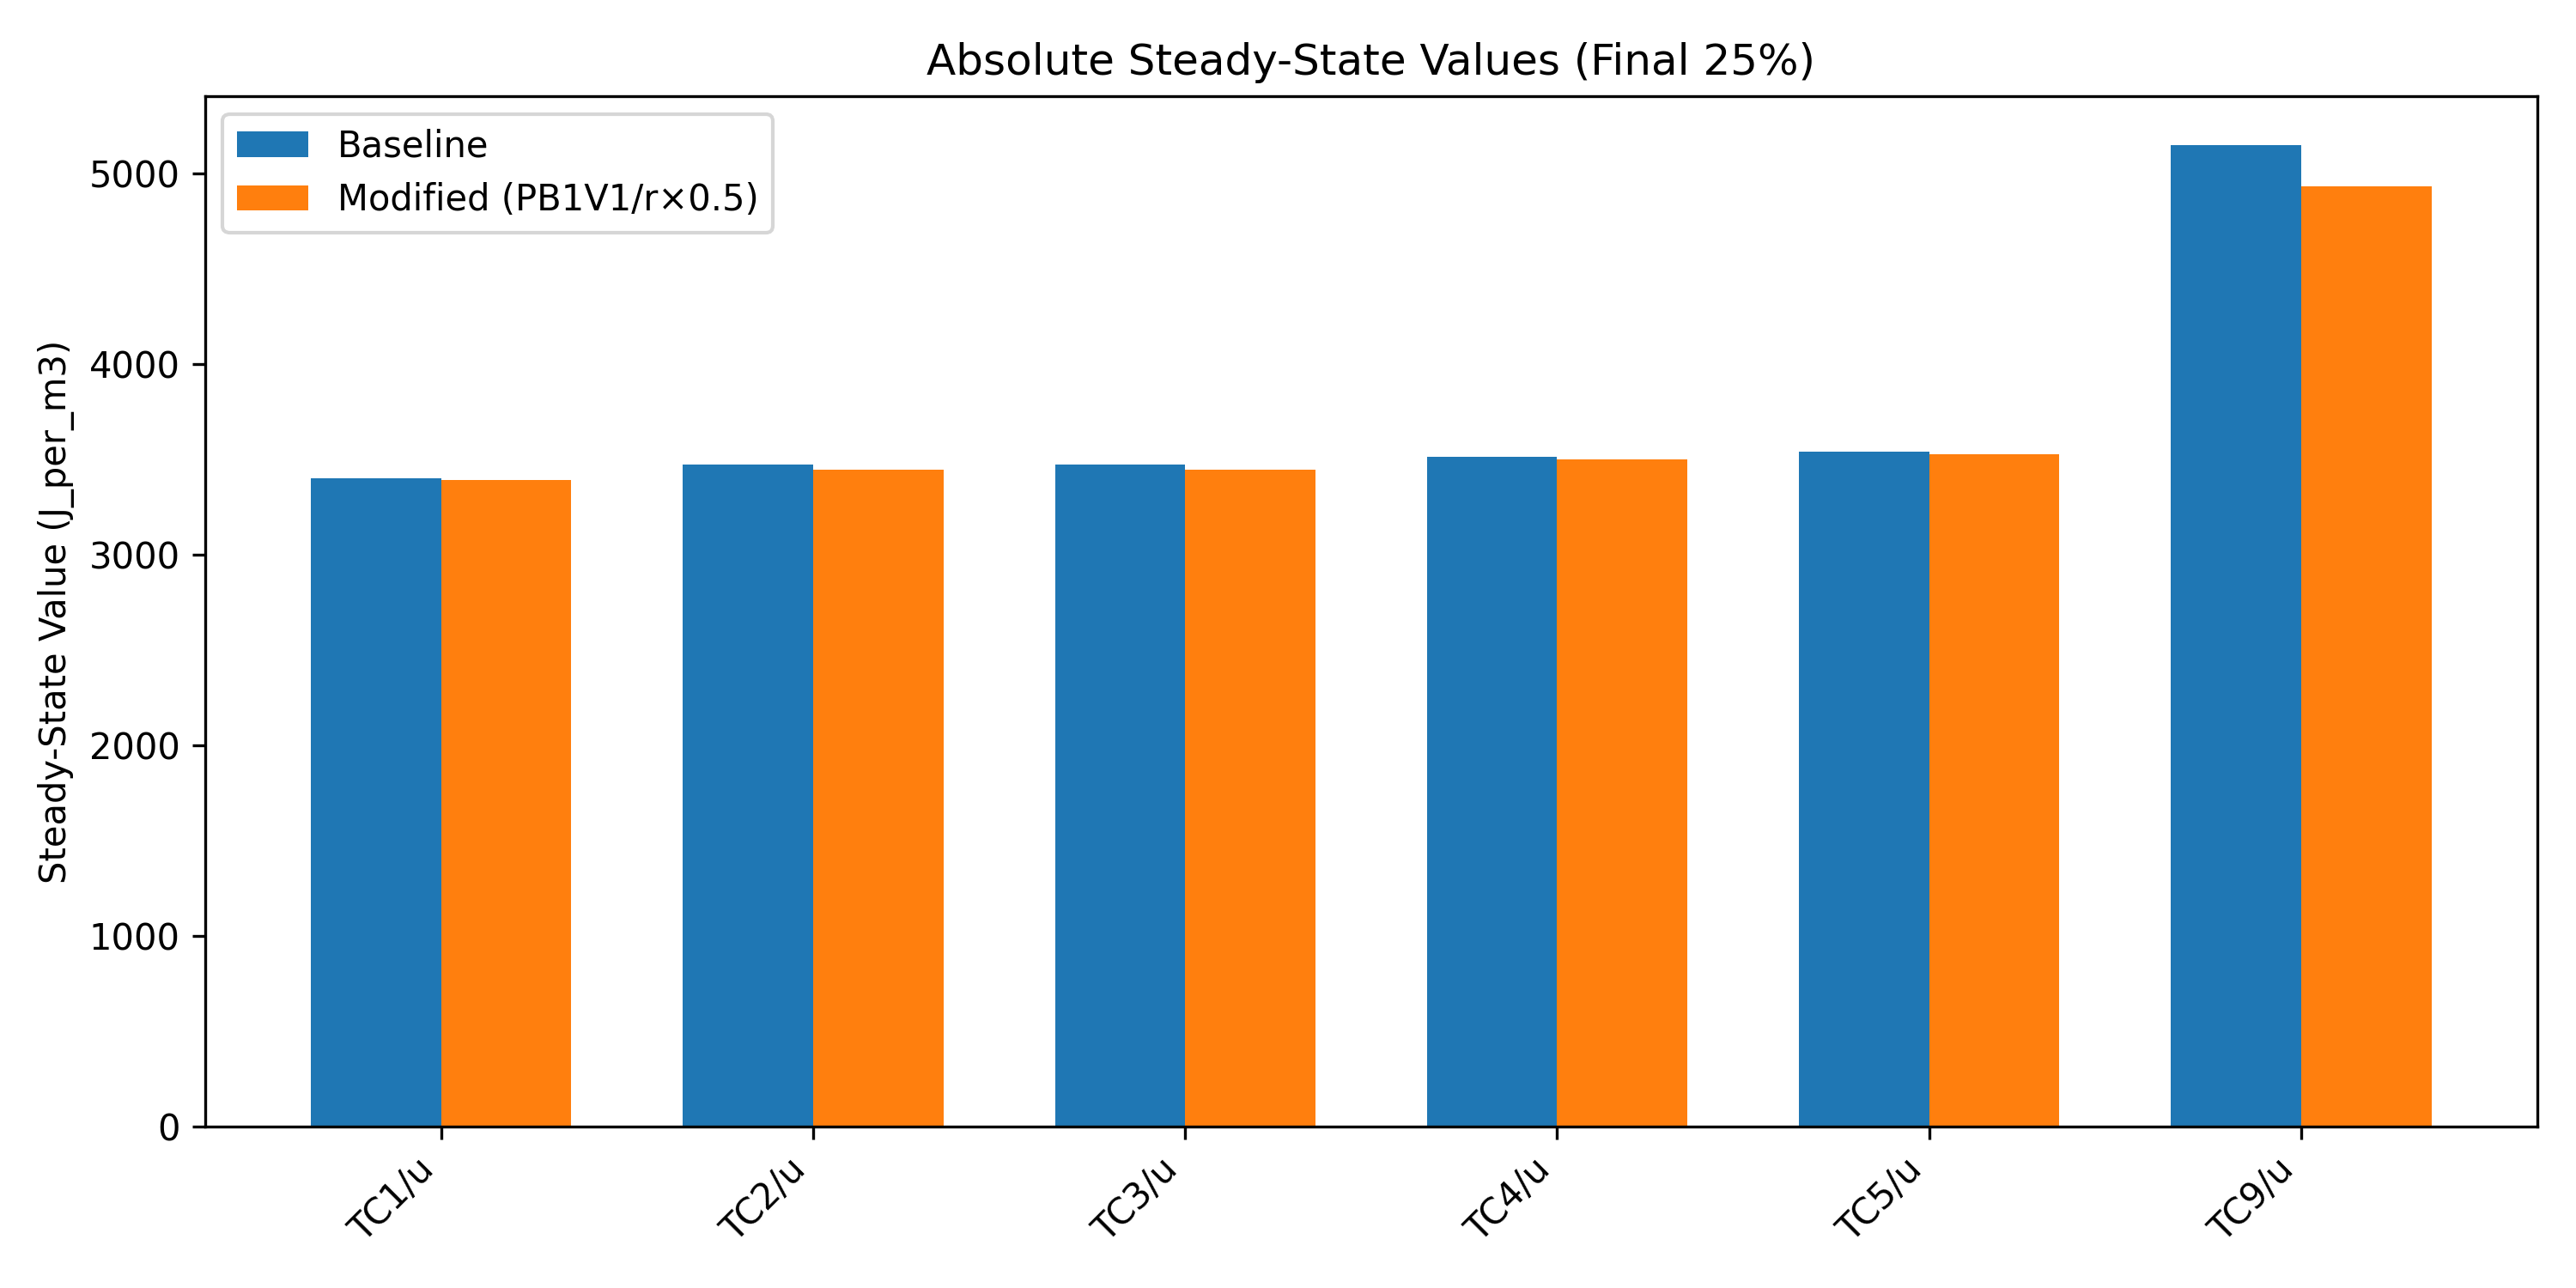 Absolute Steady-State Values (Final 25%)
Baseline
Modified (PB1V1/r×0.5)
Steady-State Value (J_per_m3)
5000
4000
3000
2000
1000
0
TC1/u
TC2/u
TC3/u
TC4/u
TC5/u
TC9/u